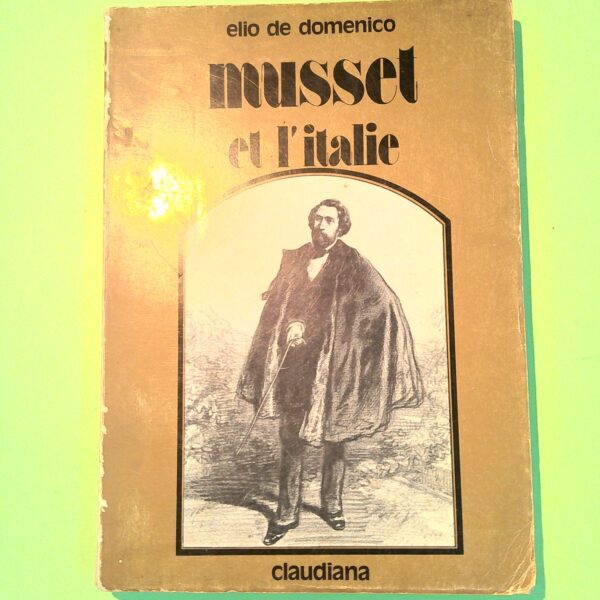 elio de domenico
musset
et l'italie
claudiana